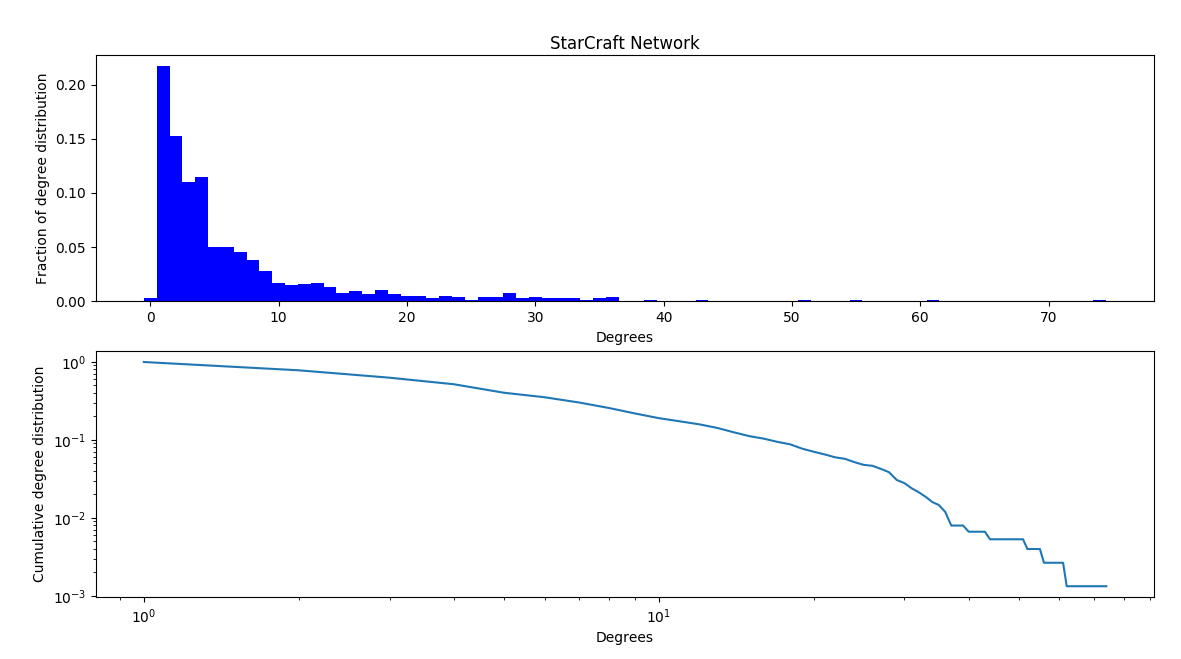 StarCraft Network
Fraction of degree distribution
0.20
0.15
0.10
0.05
0.00
0 10 20 30 40 50 60 70
Degrees
Cumulative degree distribution
10⁰
10⁻¹
10⁻²
10⁻³
10⁰ 10¹
Degrees